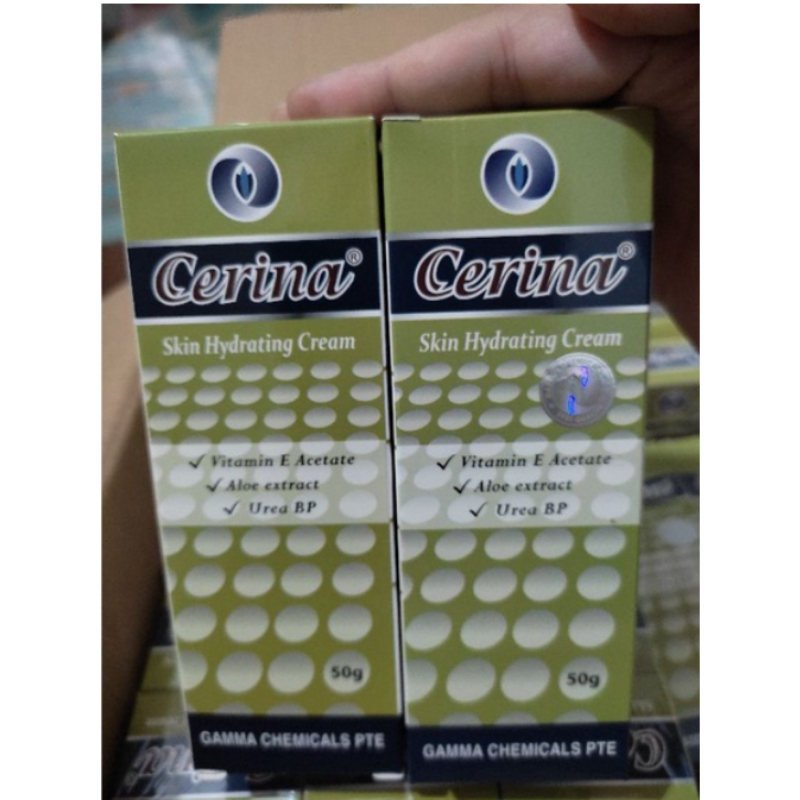 Cerina®
Skin Hydrating Cream
✓ Vitamin E Acetate
✓ Aloe extract
✓ Urea BP
50g
GAMMA CHEMICALS PTE
Cerina®
Skin Hydrating Cream
✓ Vitamin E Acetate
✓ Aloe extract
✓ Urea BP
50g
GAMMA CHEMICALS PTE